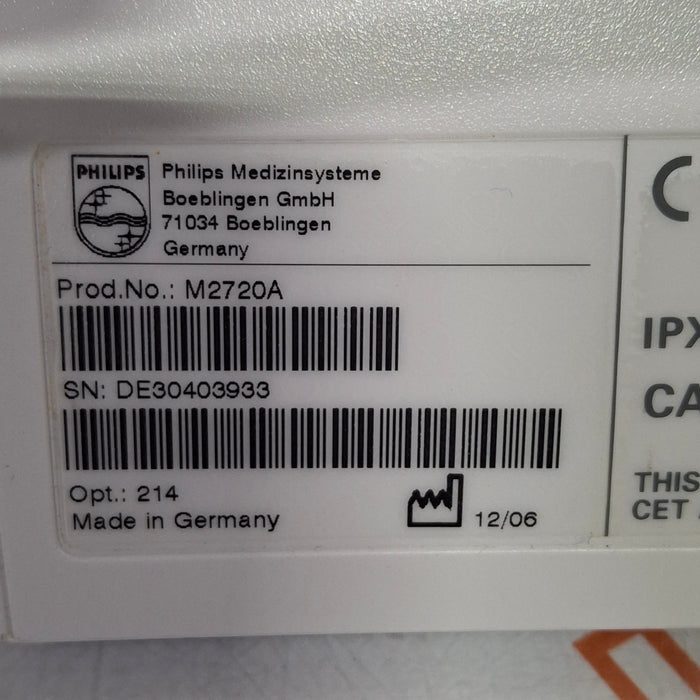 PHILIPS
Philips Medizinsysteme
Boeblingen GmbH
71034 Boeblingen
Germany
Prod.No.: M2720A
SN: DE30403933
Opt.: 214
Made in Germany
12/06
IPX
CA
THIS
CET